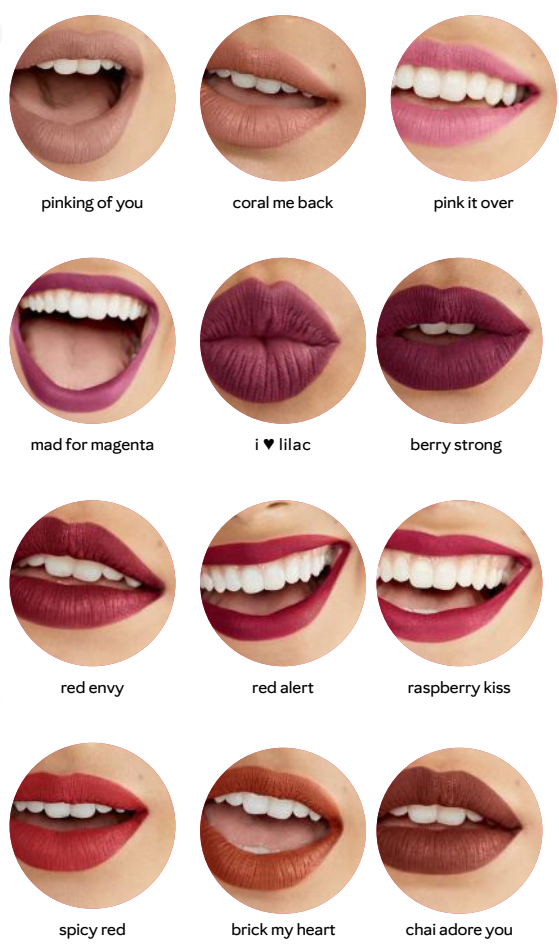 pinking of you
coral me back
pink it over
mad for magenta
i ♥ lilac
berry strong
red envy
red alert
raspberry kiss
spicy red
brick my heart
chai adore you